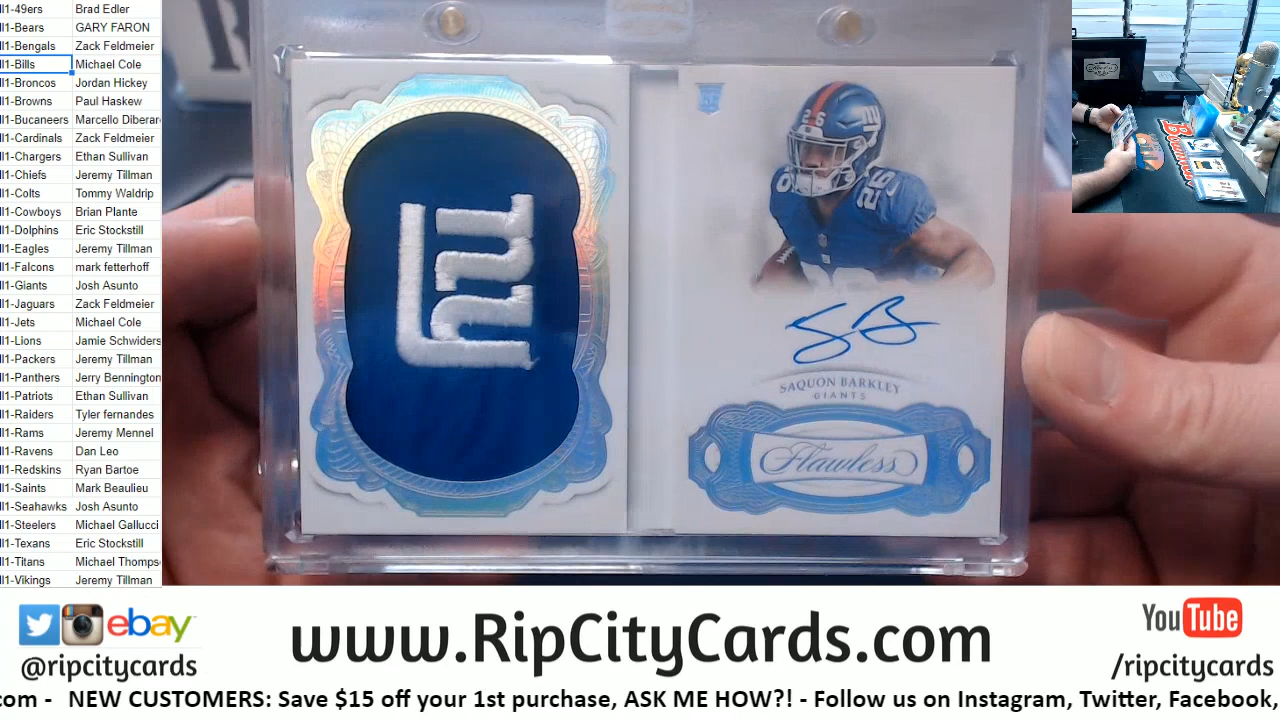 ll1-49ers Brad Edler
ll1-Bears GARY FARON
ll1-Bengals Zack Feldmeier
ll1-Bills Michael Cole
ll1-Broncos Jordan Hickey
ll1-Browns Paul Haskew
ll1-Bucaneers Marcello Diberar
ll1-Cardinals Zack Feldmeier
ll1-Chargers Ethan Sullivan
ll1-Chiefs Jeremy Tillman
ll1-Colts Tommy Waldrip
ll1-Cowboys Brian Plante
ll1-Dolphins Eric Stockstill
ll1-Eagles Jeremy Tillman
ll1-Falcons mark fetterhoff
ll1-Giants Josh Asunto
ll1-Jaguars Zack Feldmeier
ll1-Jets Michael Cole
ll1-Lions Jamie Schwiders
ll1-Packers Jeremy Tillman
ll1-Panthers Jerry Bennington
ll1-Patriots Ethan Sullivan
ll1-Raiders Tyler fernandes
ll1-Rams Jeremy Mennel
ll1-Ravens Dan Leo
ll1-Redskins Ryan Bartoe
ll1-Saints Mark Beaulieu
ll1-Seahawks Josh Asunto
ll1-Steelers Michael Gallucci
ll1-Texans Eric Stockstill
ll1-Titans Michael Thomps
ll1-Vikings Jeremy Tillman
ny
26
26
SAQUON BARKLEY
GIANTS
Flawless
ebay
@ripcitycards
www.RipCityCards.com
YouTube
/ripcitycards
com - NEW CUSTOMERS: Save $15 off your 1st purchase, ASK ME HOW?! - Follow us on Instagram, Twitter, Facebook,